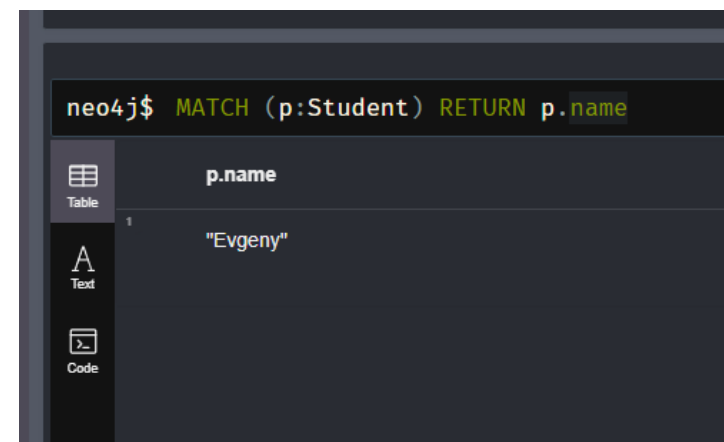 neo4j$ MATCH (p:Student) RETURN p.name
Table
p.name
1
"Evgeny"
A
Text
>_
Code